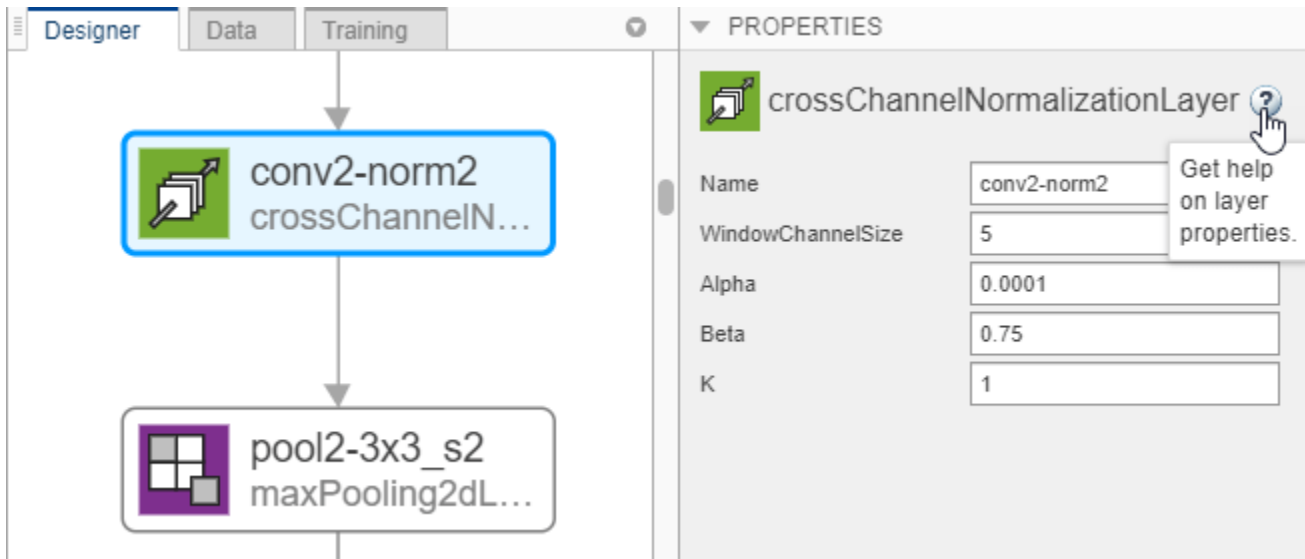 Designer
Data
Training
PROPERTIES
conv2-norm2
crossChannelN...
pool2-3x3_s2
maxPooling2dL...
crossChannelNormalizationLayer ?
Get help
on layer
properties.
Name conv2-norm2
WindowChannelSize 5
Alpha 0.0001
Beta 0.75
K 1